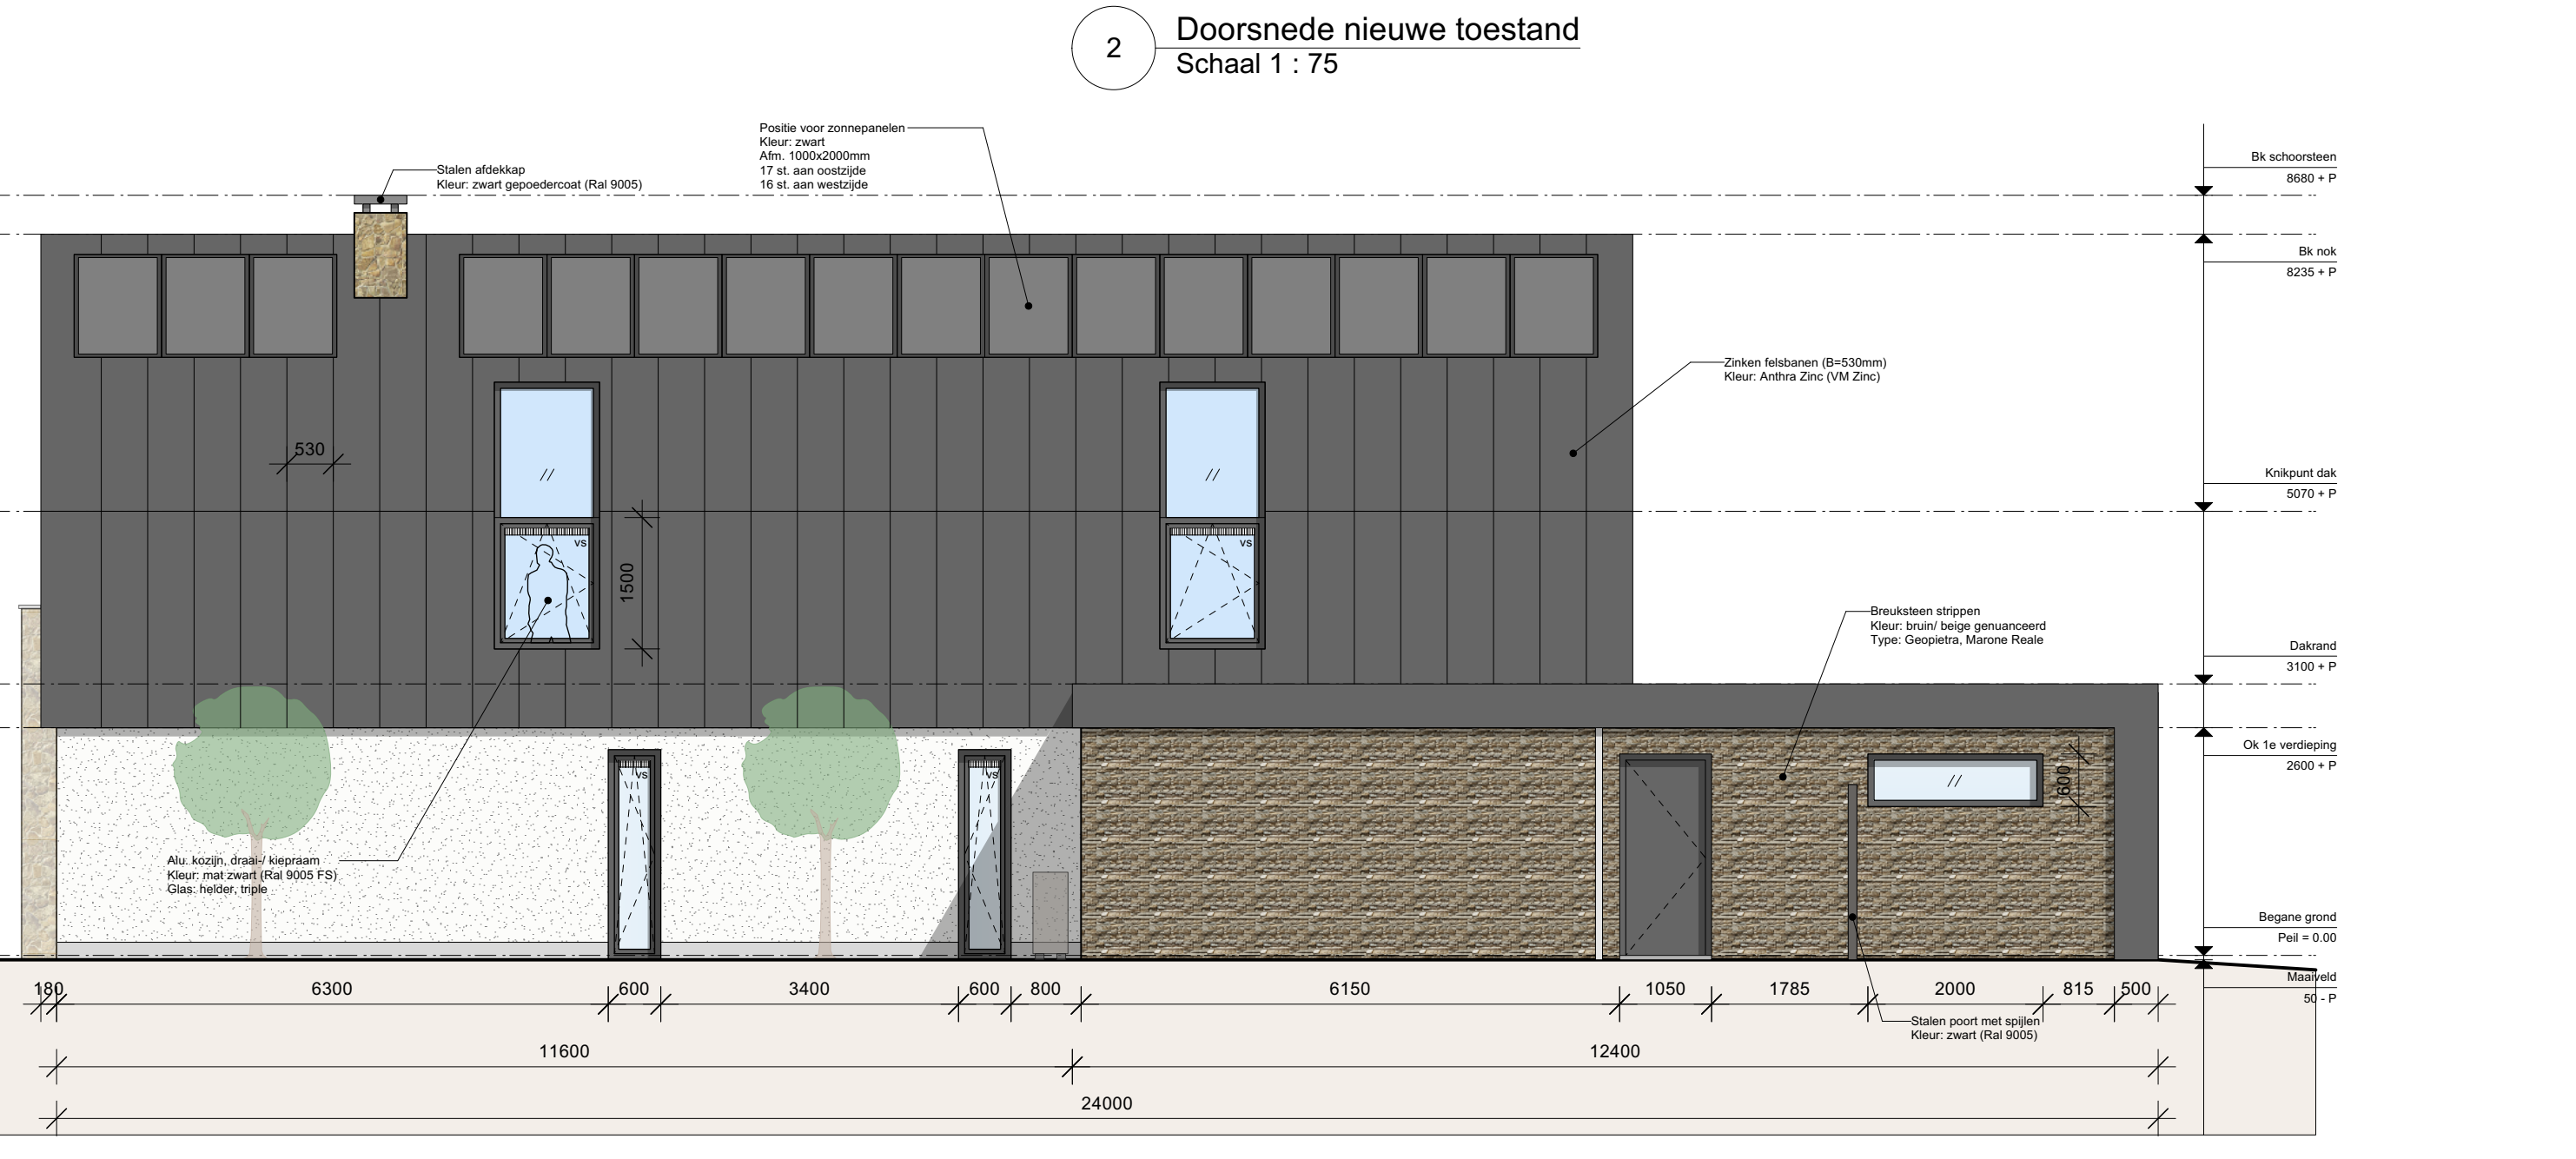 2
Doorsnede nieuwe toestand
Schaal 1 : 75
Positie voor zonnepanelen
Kleur: zwart
Afm. 1000x2000mm
17 st. aan oostzijde
16 st. aan westzijde
Stalen afdekkap
Kleur: zwart gepoedercoat (Ral 9005)
Bk schoorsteen
8680 + P
Bk nok
8235 + P
Zinken felsbanen (B=530mm)
Kleur: Anthra Zinc (VM Zinc)
530
Knikpunt dak
5070 + P
VS
VS
1500
Breuksteen strippen
Kleur: bruin/ beige genuanceerd
Type: Geopietra, Marone Reale
Dakrand
3100 + P
Ok 1e verdieping
2600 + P
VS
VS
600
Alu. kozijn, draai-/ kiepraam
Kleur: mat zwart (Ral 9005 FS)
Glas: helder, triple
Begane grond
Peil = 0.00
Maaiveld
50 - P
180
6300
600
3400
600
800
6150
1050
1785
2000
815
500
Stalen poort met spijlen
Kleur: zwart (Ral 9005)
11600
12400
24000